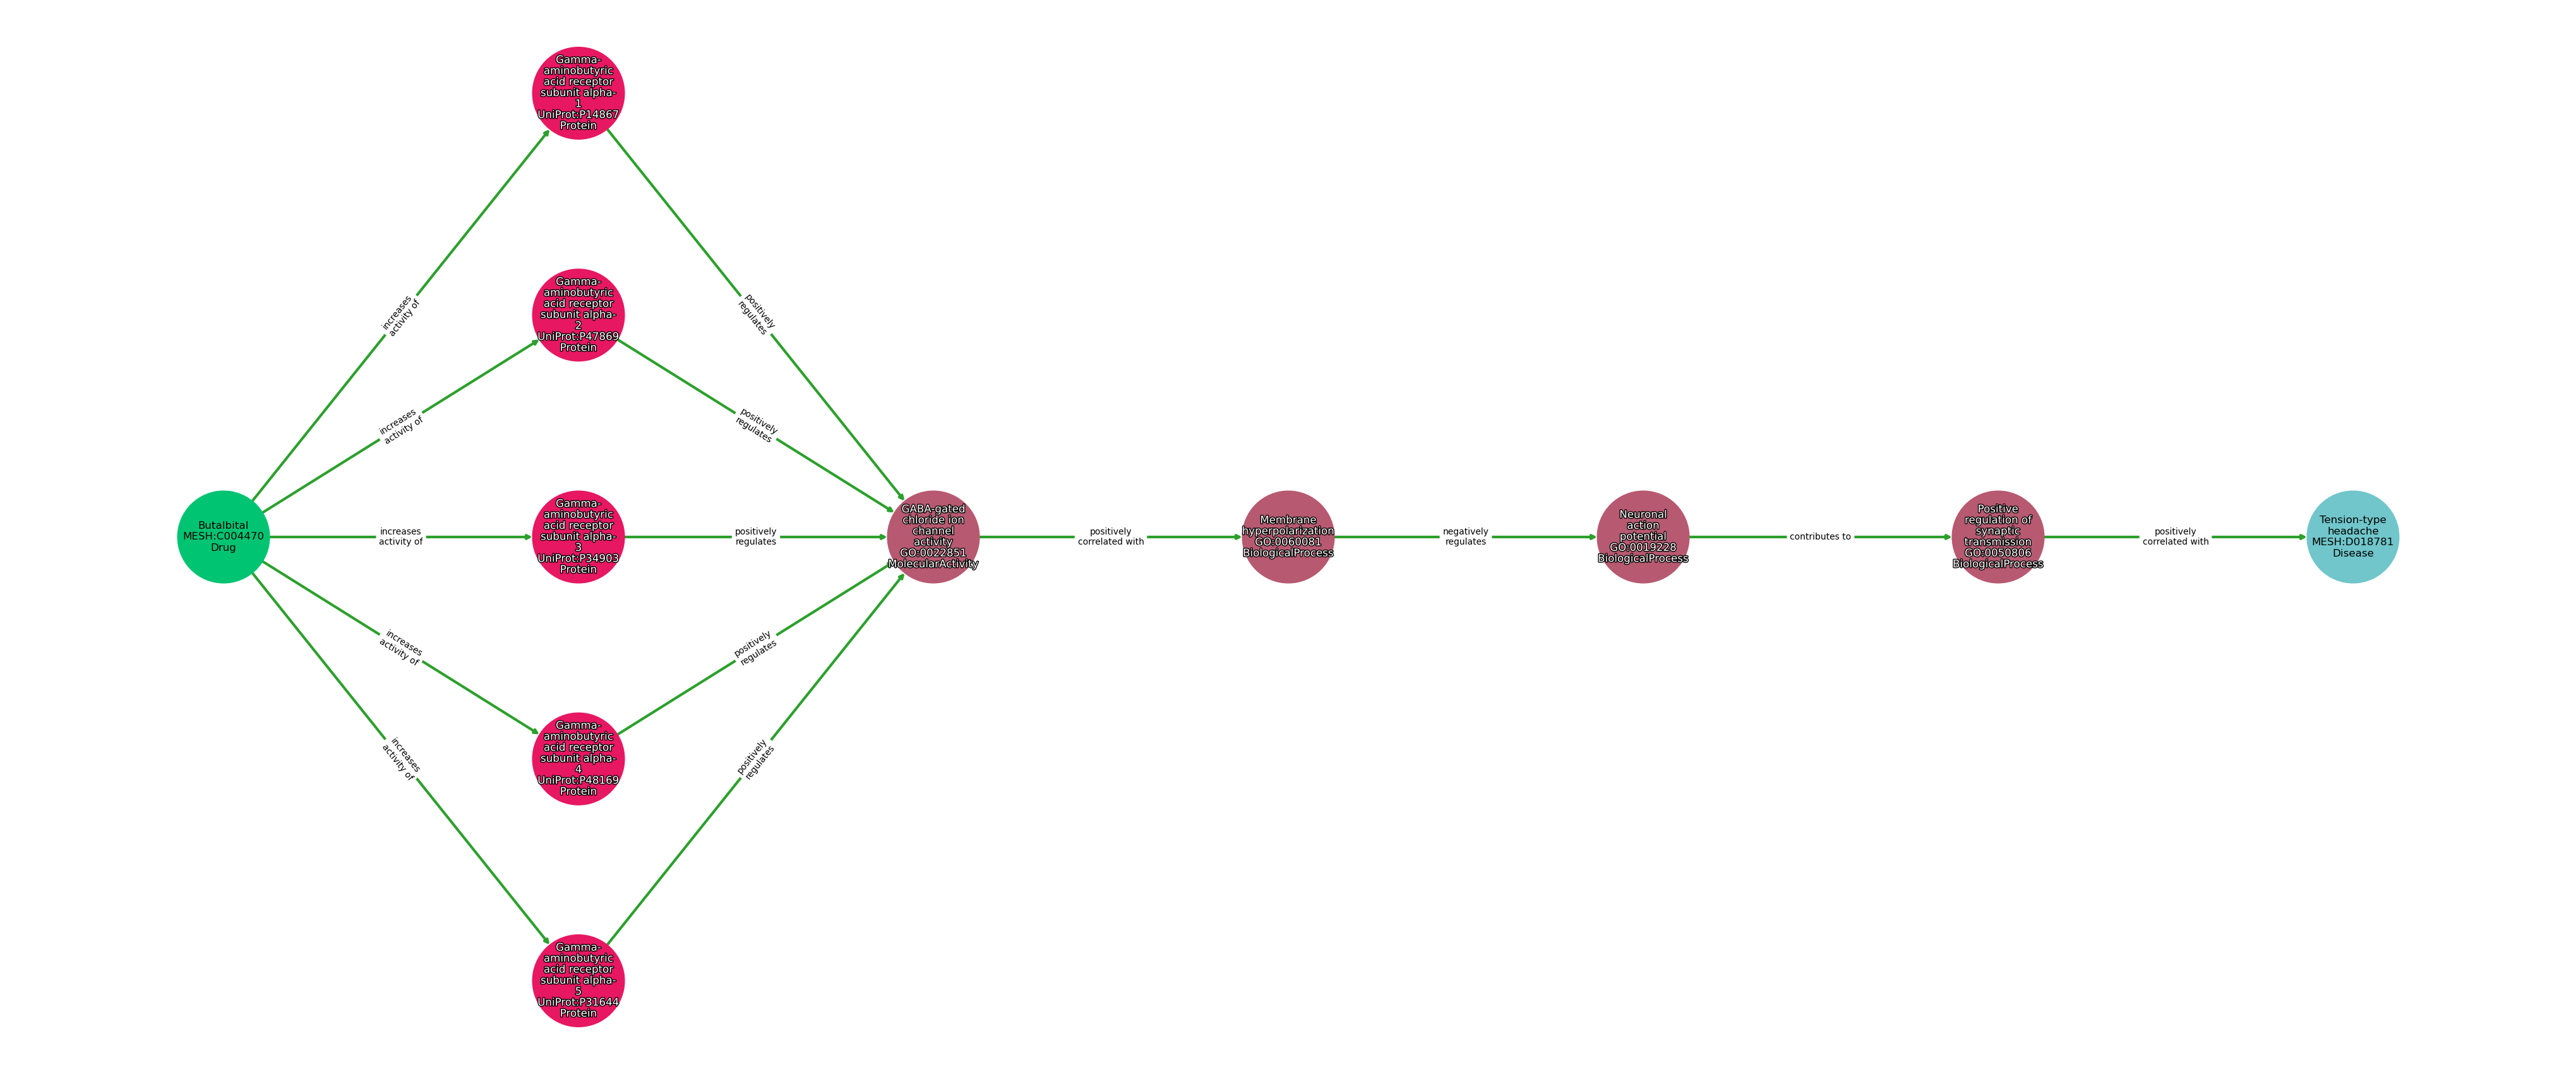 Gamma-
aminobutyric
acid receptor
subunit alpha-
1
UniProt:P14867
Protein
Gamma-
aminobutyric
acid receptor
subunit alpha-
2
UniProt:P47869
Protein
increases
activity of
positively
regulates
increases
activity of
positively
regulates
Butalbital
MESH:C004470
Drug
increases
activity of
Gamma-
aminobutyric
acid receptor
subunit alpha-
3
UniProt:P34903
Protein
positively
regulates
GABA-gated
chloride ion
channel
activity
GO:0022851
MolecularActivity
positively
correlated with
Membrane
hyperpolarization
GO:0060081
BiologicalProcess
negatively
regulates
Neuronal
action
potential
GO:0019228
BiologicalProcess
contributes to
Positive
regulation of
synaptic
transmission
GO:0050806
BiologicalProcess
positively
correlated with
Tension-type
headache
MESH:D018781
Disease
increases
activity of
positively
regulates
Gamma-
aminobutyric
acid receptor
subunit alpha-
4
UniProt:P48169
Protein
increases
activity of
positively
regulates
Gamma-
aminobutyric
acid receptor
subunit alpha-
5
UniProt:P31644
Protein